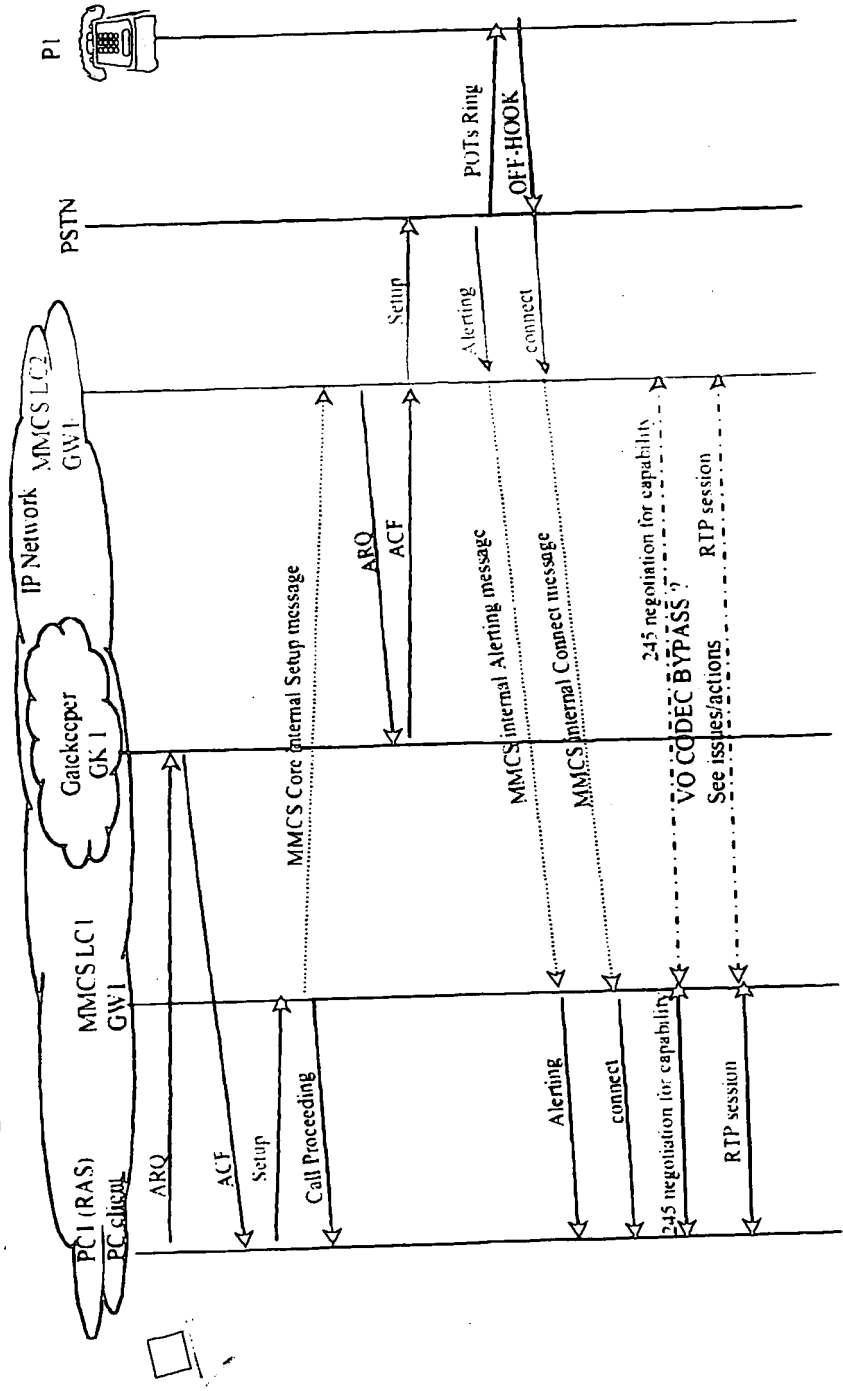 PC1 (RAS)
PC client
MMCS LC1
GW1
Gatekeeper
GK 1
IP Network
MMCS LC2
GW1
PSTN
P1
ARQ
ACF
Setup
Call Proceeding
MMCS Core Internal Setup message
ARQ
ACF
Setup
Alerting
POTs Ring
OFF-HOOK
connect
MMCS internal Alerting message
MMCS internal Connect message
Alerting
connect
245 negotiation for capability
245 negotiation for capability
VO CODEC BYPASS ?
See issues/actions
RTP session
RTP session